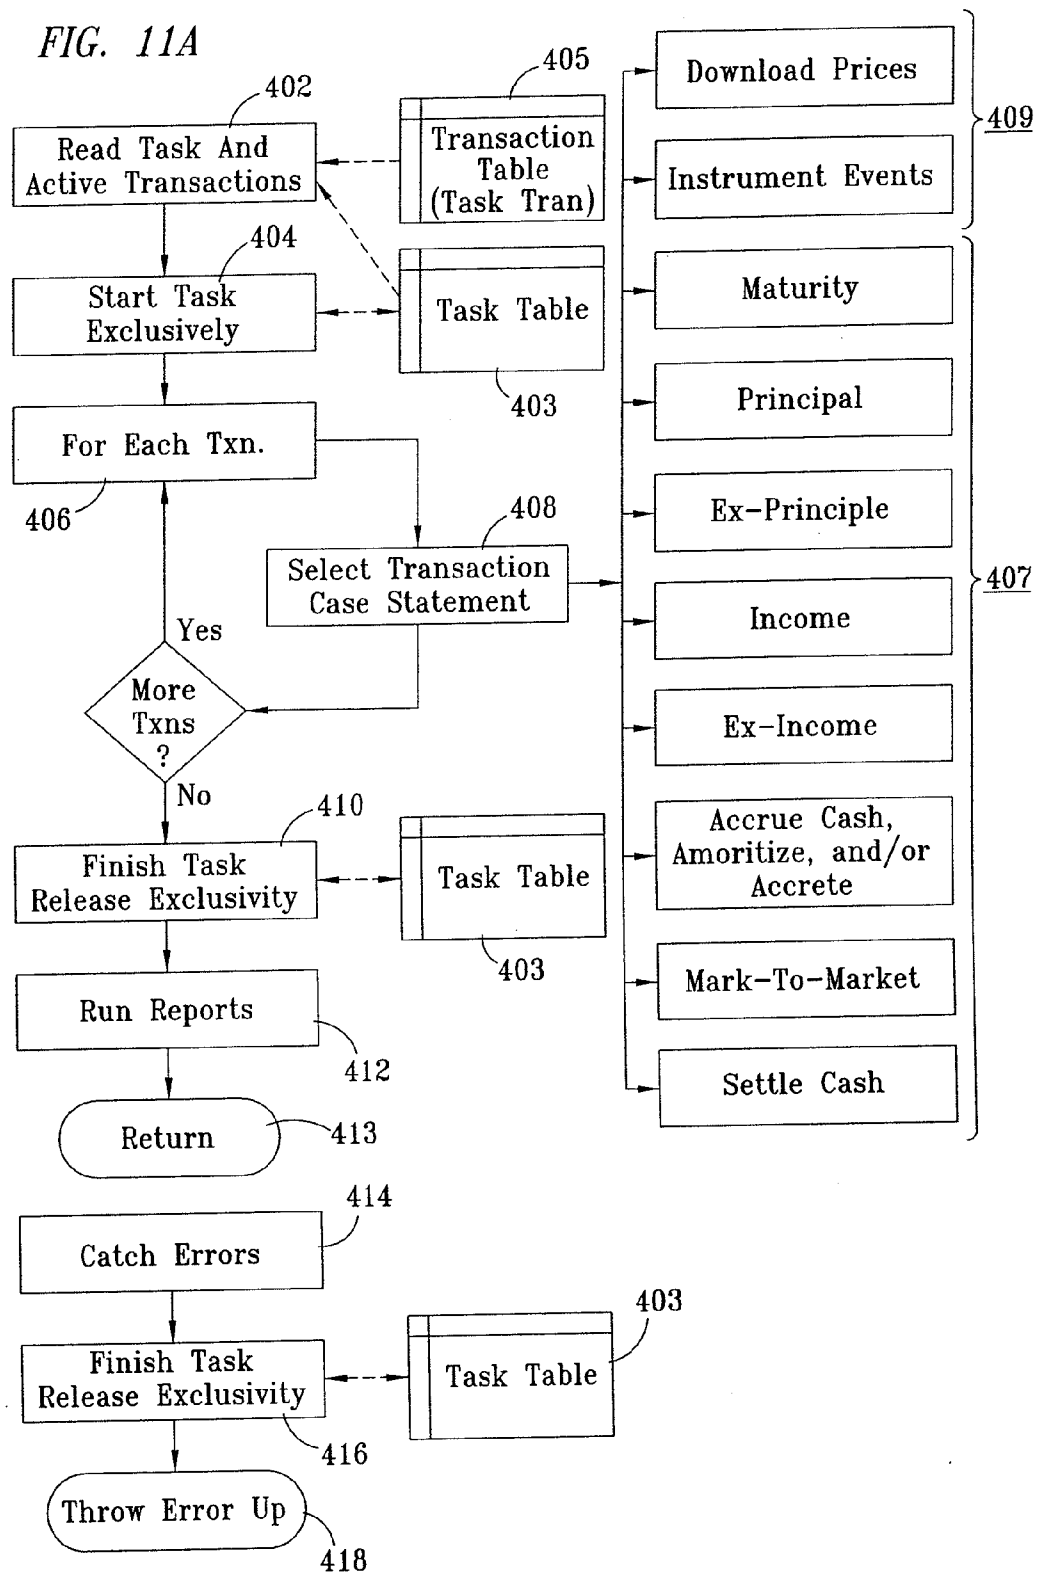 FIG. 11A
402
Read Task And
Active Transactions
405
Transaction
Table
(Task Tran)
404
Start Task
Exclusively
Task Table
403
For Each Txn.
406
408
Select Transaction
Case Statement
Yes
More
Txns
?
No
410
Finish Task
Release Exclusivity
Task Table
403
Run Reports
412
Return
413
414
Catch Errors
Finish Task
Release Exclusivity
416
Task Table
403
Throw Error Up
418
Download Prices
Instrument Events
409
Maturity
Principal
Ex-Principle
Income
Ex-Income
Accrue Cash,
Amoritize, and/or
Accrete
Mark-To-Market
Settle Cash
407